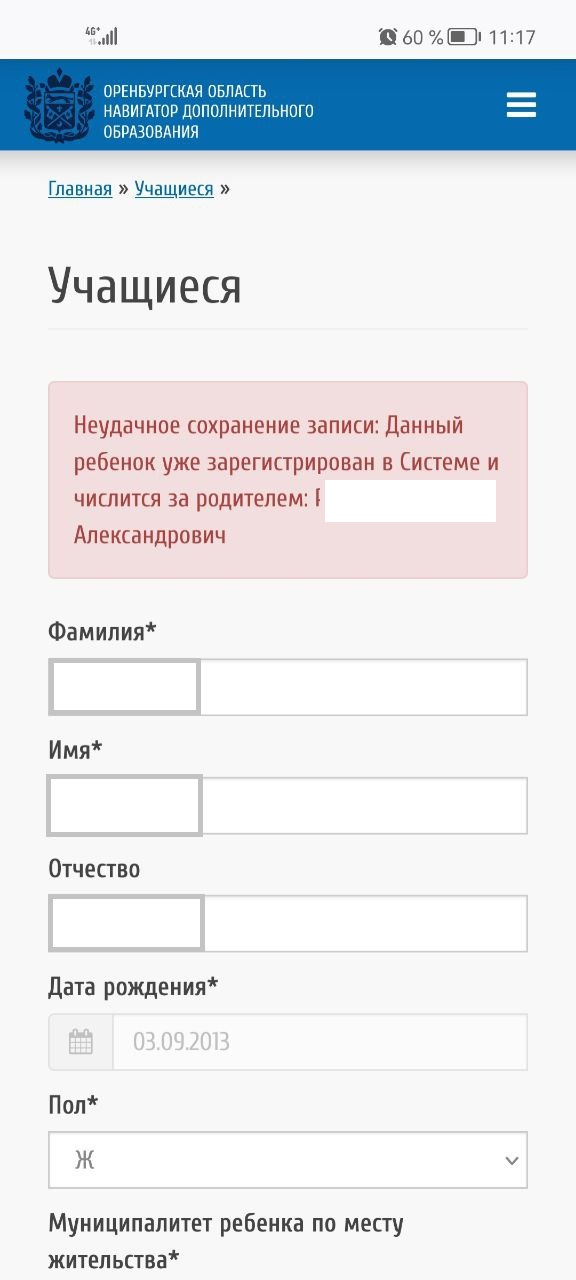 4G+
60 %
11:17
ОРЕНБУРГСКАЯ ОБЛАСТЬ
НАВИГАТОР ДОПОЛНИТЕЛЬНОГО
ОБРАЗОВАНИЯ
Главная » Учащиеся »
Учащиеся
Неудачное сохранение записи: Данный
ребенок уже зарегистрирован в Системе и
числится за родителем:
Александрович
Фамилия*
Имя*
Отчество
Дата рождения*
03.09.2013
Пол*
Ж
Муниципалитет ребенка по месту
жительства*